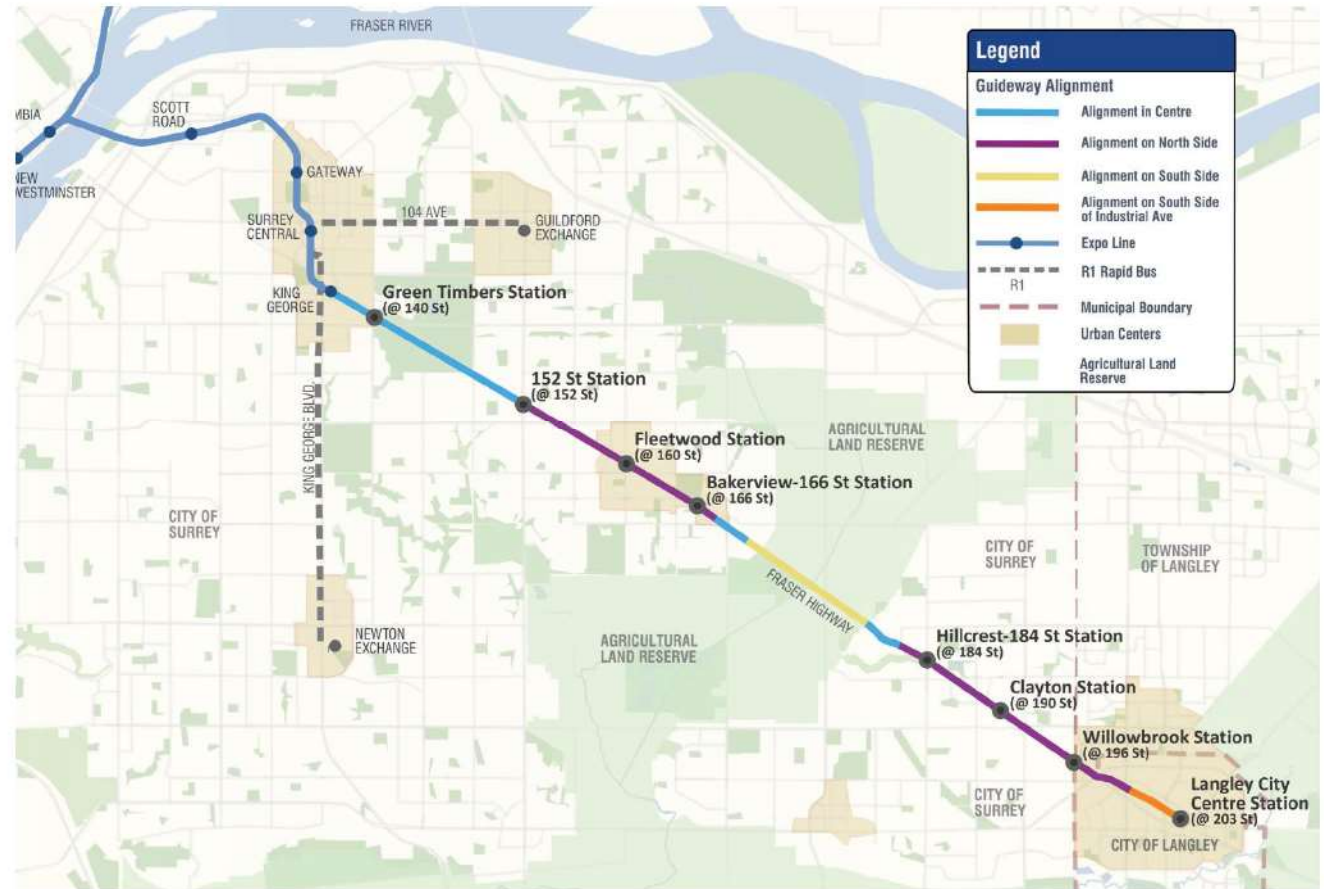 FRASER RIVER
MBIA
SCOTT
ROAD
NEW
WESTMINSTER
GATEWAY
SURREY
CENTRAL
104 AVE
GUILDFORD
EXCHANGE
KING
GEORGE
Green Timbers Station
(@ 140 St)
KING GEORGE BLVD.
152 St Station
(@ 152 St)
Fleetwood Station
(@ 160 St)
Bakerview-166 St Station
(@ 166 St)
AGRICULTURAL
LAND RESERVE
CITY OF
SURREY
FRASER HIGHWAY
CITY OF
SURREY
TOWNSHIP
OF LANGLEY
NEWTON
EXCHANGE
AGRICULTURAL
LAND RESERVE
Hillcrest-184 St Station
(@ 184 St)
Clayton Station
(@ 190 St)
Willowbrook Station
(@ 196 St)
CITY OF
SURREY
Langley City
Centre Station
(@ 203 St)
CITY OF LANGLEY
Legend
Guideway Alignment
Alignment in Centre
Alignment on North Side
Alignment on South Side
Alignment on South Side
of Industrial Ave
Expo Line
R1 Rapid Bus
R1
Municipal Boundary
Urban Centers
Agricultural Land
Reserve